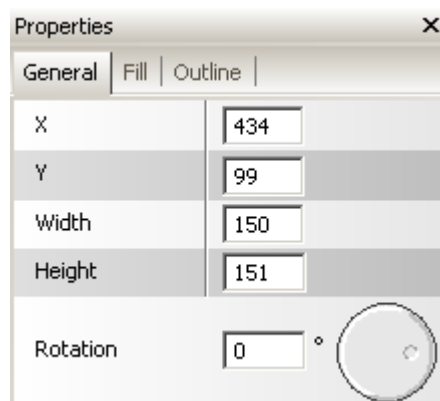 Properties
General Fill Outline
X 434
Y 99
Width 150
Height 151
Rotation 0 °